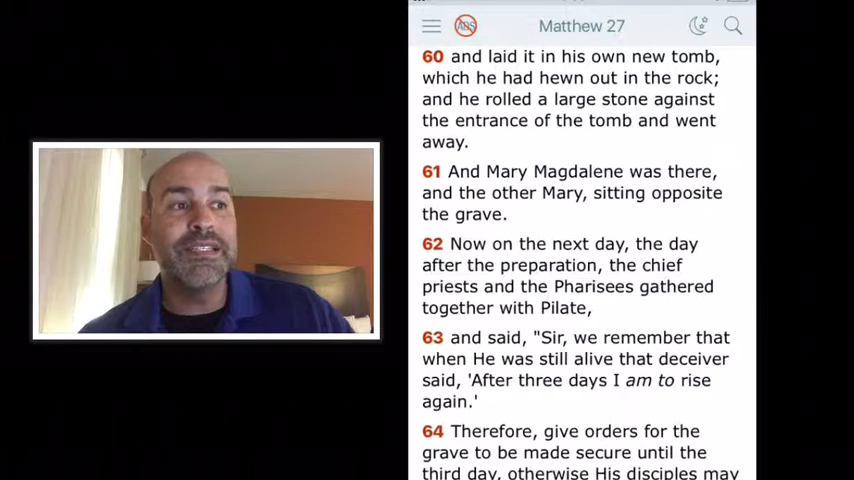 ADS
Matthew 27
60 and laid it in his own new tomb,
which he had hewn out in the rock;
and he rolled a large stone against
the entrance of the tomb and went
away.
61 And Mary Magdalene was there,
and the other Mary, sitting opposite
the grave.
62 Now on the next day, the day
after the preparation, the chief
priests and the Pharisees gathered
together with Pilate,
63 and said, "Sir, we remember that
when He was still alive that deceiver
said, 'After three days I am to rise
again.'
64 Therefore, give orders for the
grave to be made secure until the
third day, otherwise His disciples may